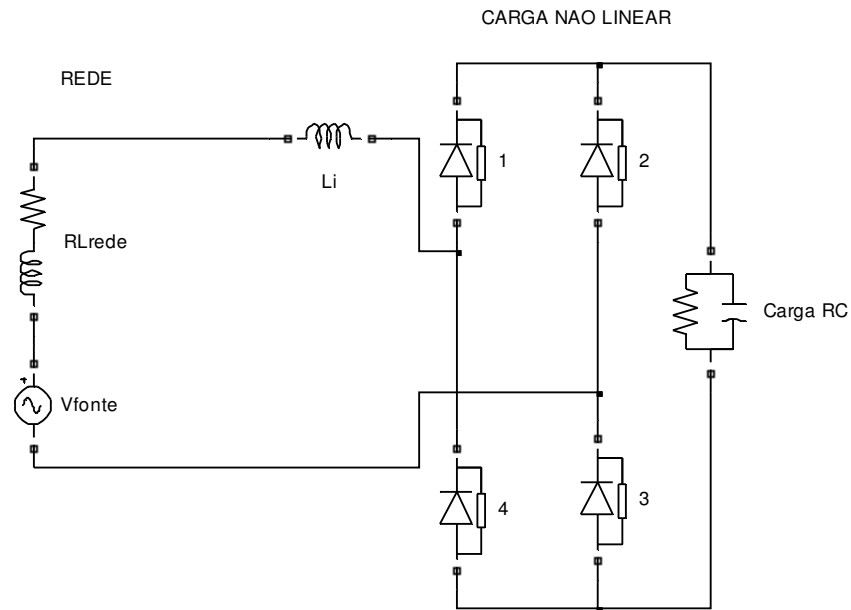 CARGA NAO LINEAR
REDE
Li
1
2
RLrede
Carga RC
+
Vfonte
4
3